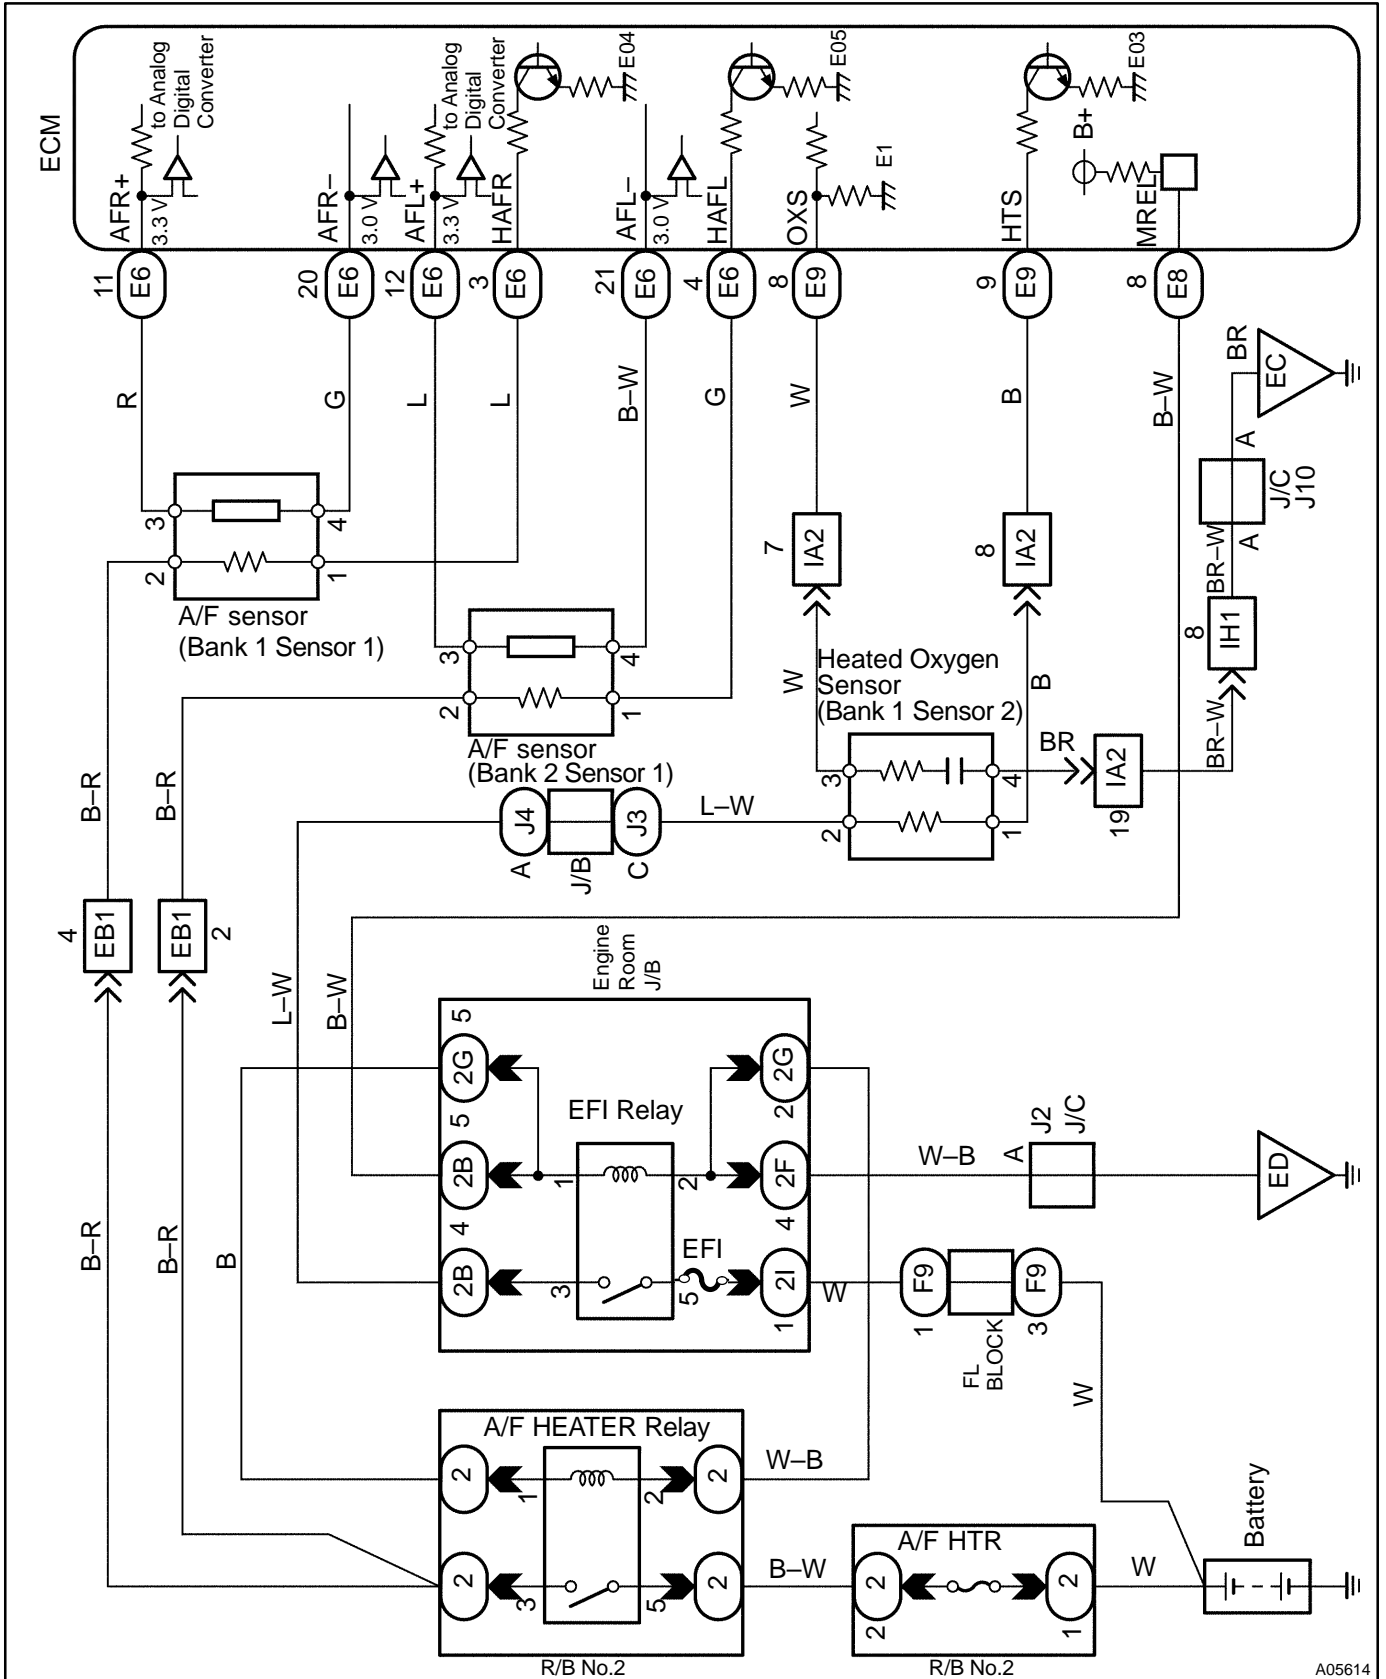 ECM
to Analog
Digital
Converter
to Analog
Digital
Converter
E04
E05
E03
B+
E1
AFR+
3.3 V
AFR–
3.0 V
AFL+
3.3 V
HAFR
AFL–
3.0 V
HAFL
OXS
HTS
MREL
11
E6
20
E6
12
E6
3
E6
21
E6
4
E6
8
E9
9
E9
8
E8
R
G
L
L
B–W
G
W
B
B–W
BR
EC
A
J/C
J10
A
BR–W
3
4
2
1
A/F sensor
(Bank 1 Sensor 1)
7
IA2
8
IA2
8
IH1
3
4
2
1
A/F sensor
(Bank 2 Sensor 1)
W
Heated Oxygen
Sensor
(Bank 1 Sensor 2)
B
BR
BR–W
3
4
2
1
IA2
19
B–R
B–R
J4
J3
A
J/B
C
L–W
4
EB1
EB1
2
L–W
B–W
Engine
Room
J/B
5
2G
2G
2
5
EFI Relay
2B
1
2
2F
4
W–B
A
J2
J/C
ED
4
2B
3
EFI
5
2I
1
W
F9
F9
1
3
FL
BLOCK
W
B–R
B–R
B
A/F HEATER Relay
2
1
2
2
W–B
2
3
5
2
B–W
A/F HTR
2
2
2
1
W
Battery
R/B No.2
R/B No.2
A05614